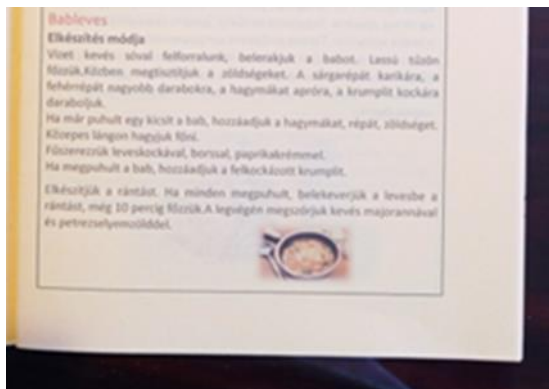 Bableves
Elkészítés módja
Vizet kevés sóval felforralunk, belerakjuk a babot. Lassú tűzön
főzzük.Közben megtisztítjuk a zöldségeket. A sárgarépát karikára, a
fehérrépát nagyobb darabokra, a hagymákat apróra, a krumplit kockára
daraboljuk.
Ha már puhult egy kicsit a bab, hozzáadjuk a hagymákat, répát, zöldséget.
Közepes lángon hagyjuk főni.
Fűszerezzük leveskockával, borssal, paprikakrémmel.
Ha megpuhult a bab, hozzáadjuk a felkockázott krumplit.
Elkészítjük a rántást. Ha minden megpuhult, belekeverjük a levesbe a
rántást, még 10 percig főzzük.A legvégén megszórjuk kevés majorannával
és petrezselyemzölddel.